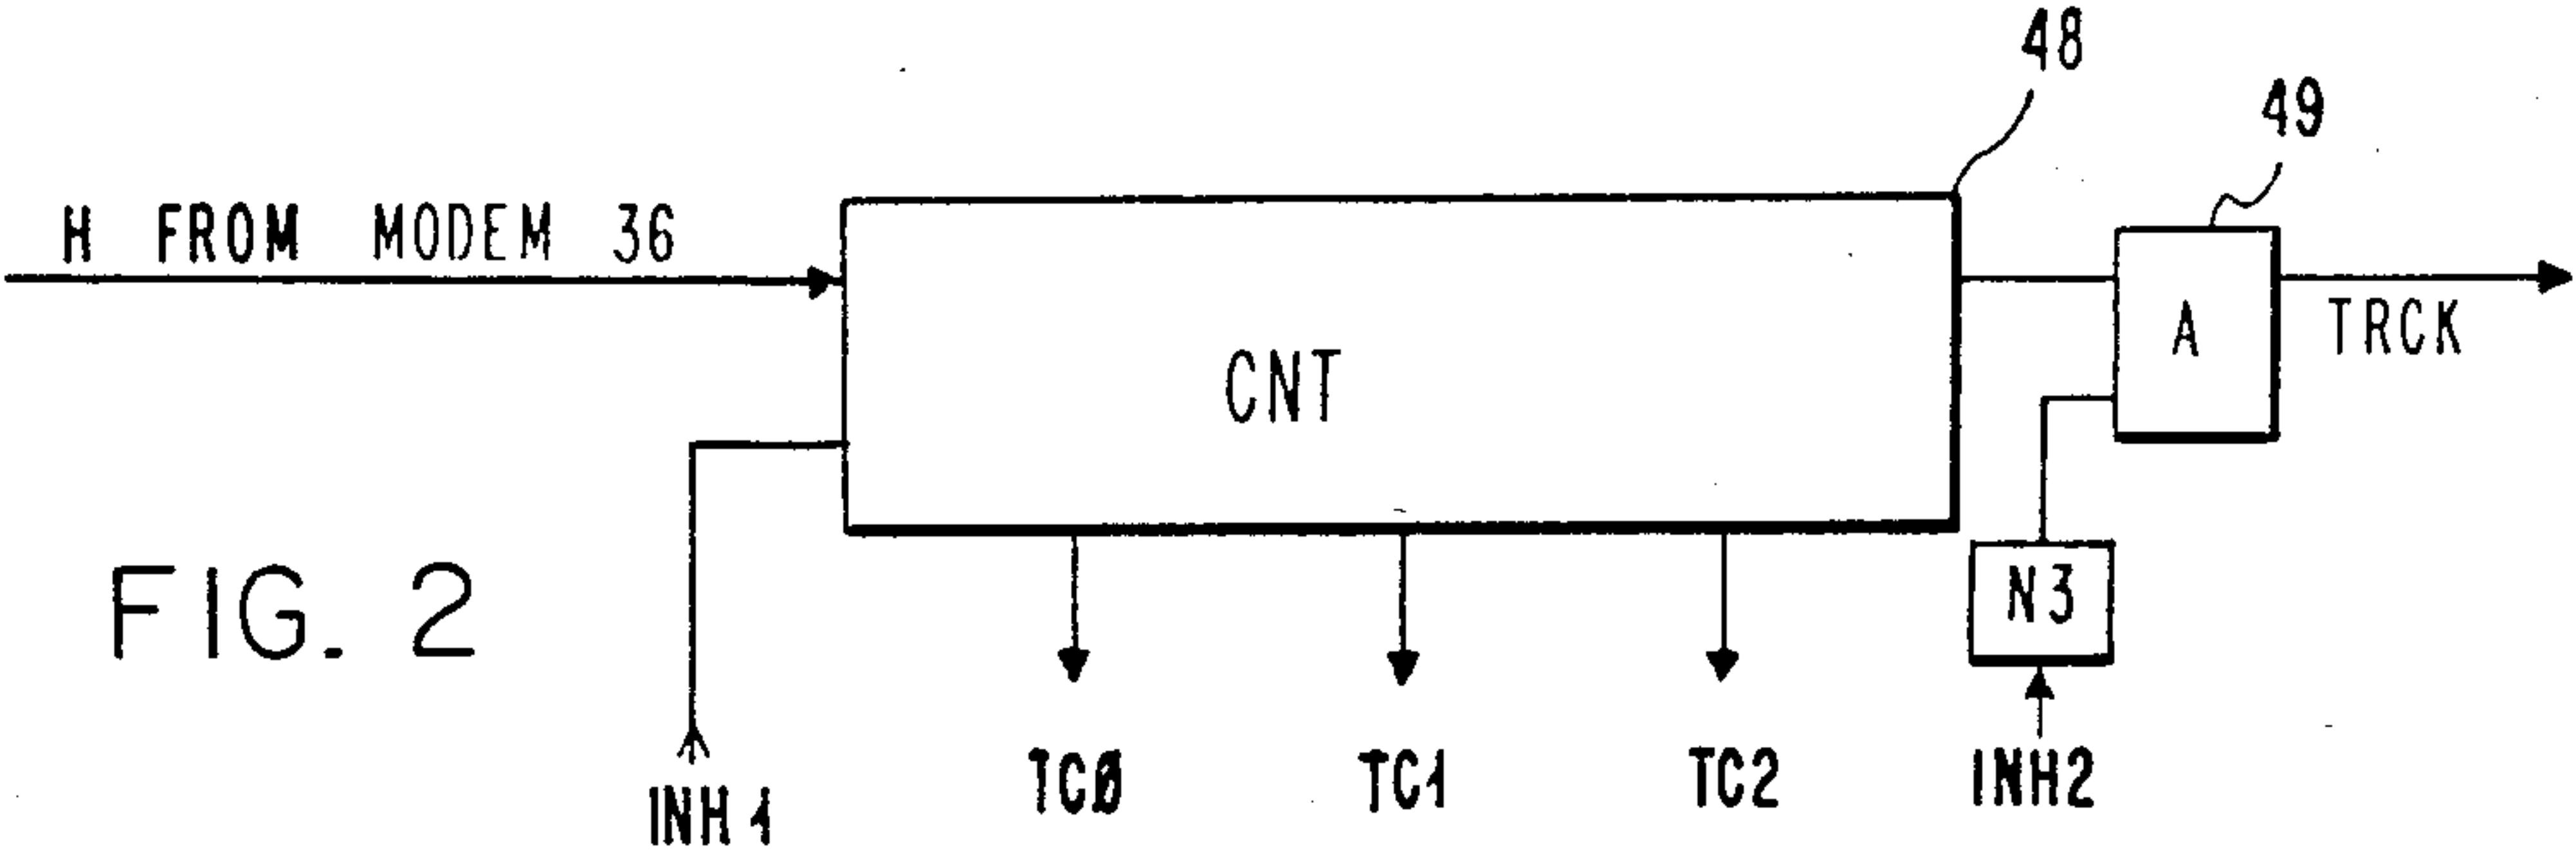 48
49
H FROM MODEM 36
A
TRCK
CNT
N3
FIG. 2
TCØ
TC1
TC2
INH2
INH1